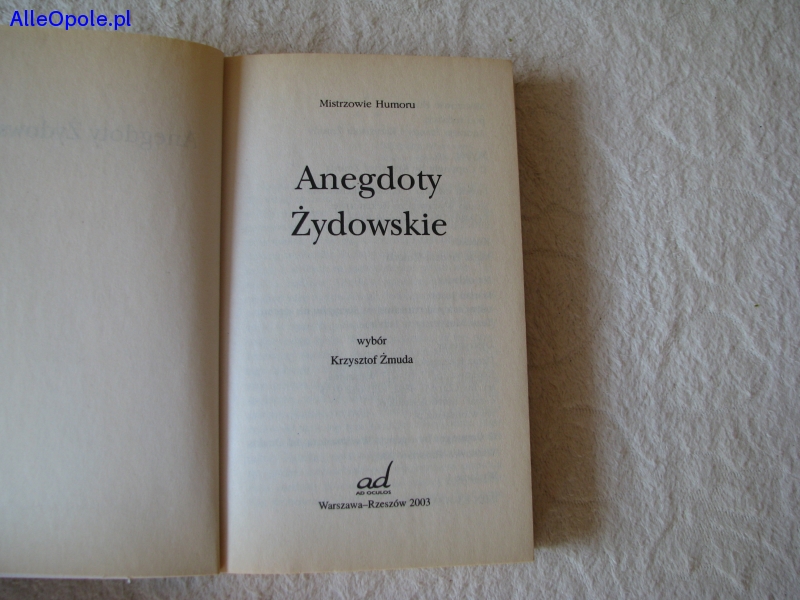 AlleOpole.pl
Mistrzowie Humoru
Anegdoty
Żydowskie
wybór
Krzysztof Żmuda
ad
AD OCULOS
Warszawa–Rzeszów 2003